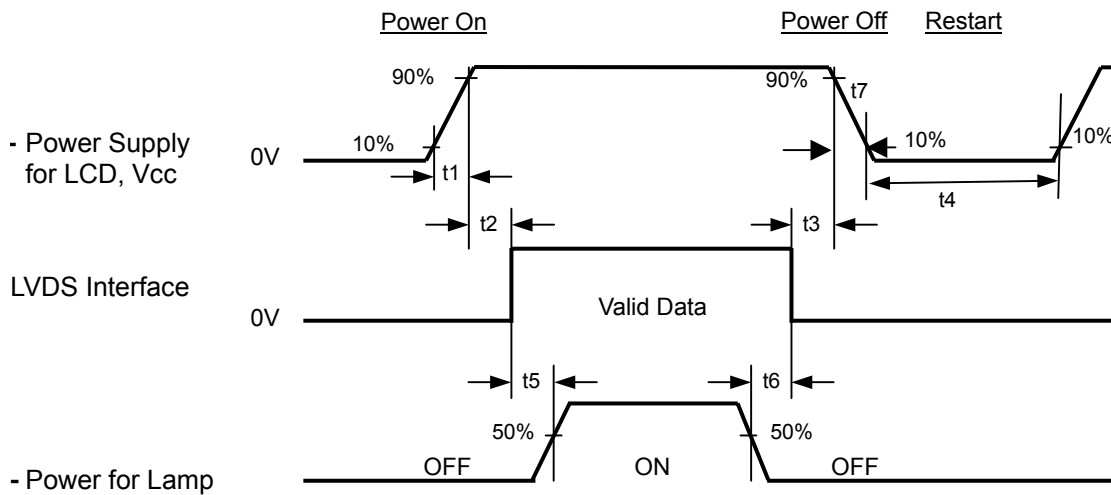 Power On
Power Off
Restart
90%
90%
t7
- Power Supply
for LCD, Vcc
0V
10%
10%
10%
t1
t4
t2
t3
LVDS Interface
Valid Data
0V
t5
t6
50%
50%
- Power for Lamp
OFF
ON
OFF